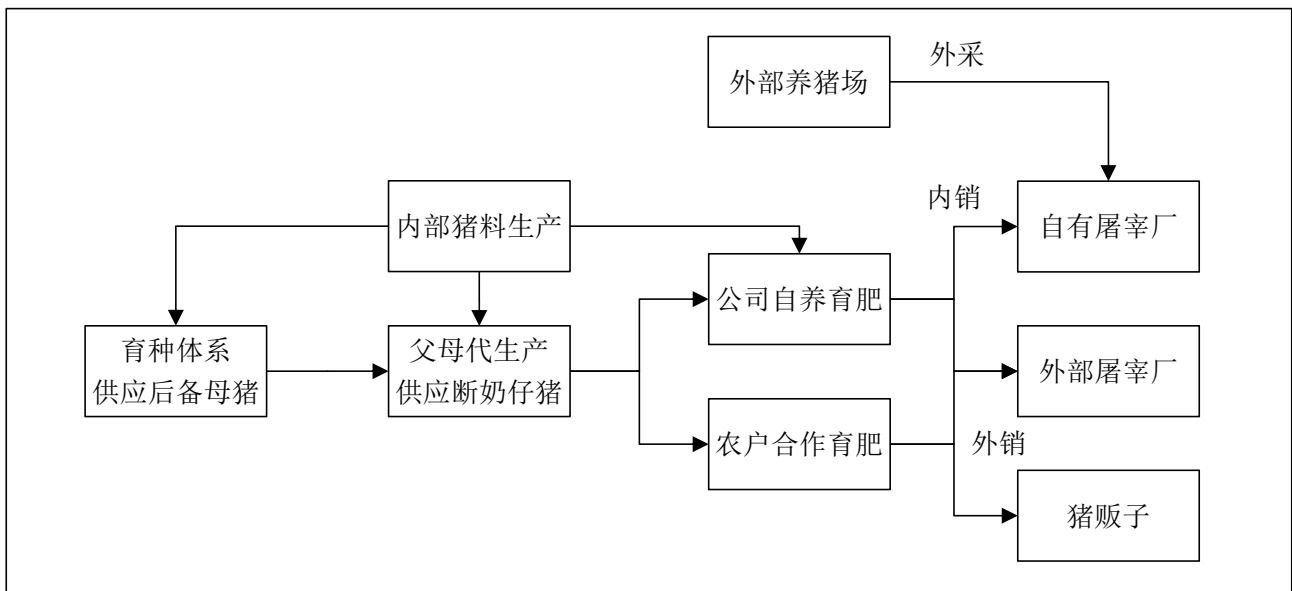 外部养猪场
外采
内部猪料生产
内销
自有屠宰厂
公司自养育肥
育种体系
供应后备母猪
父母代生产
供应断奶仔猪
外部屠宰厂
农户合作育肥
外销
猪贩子